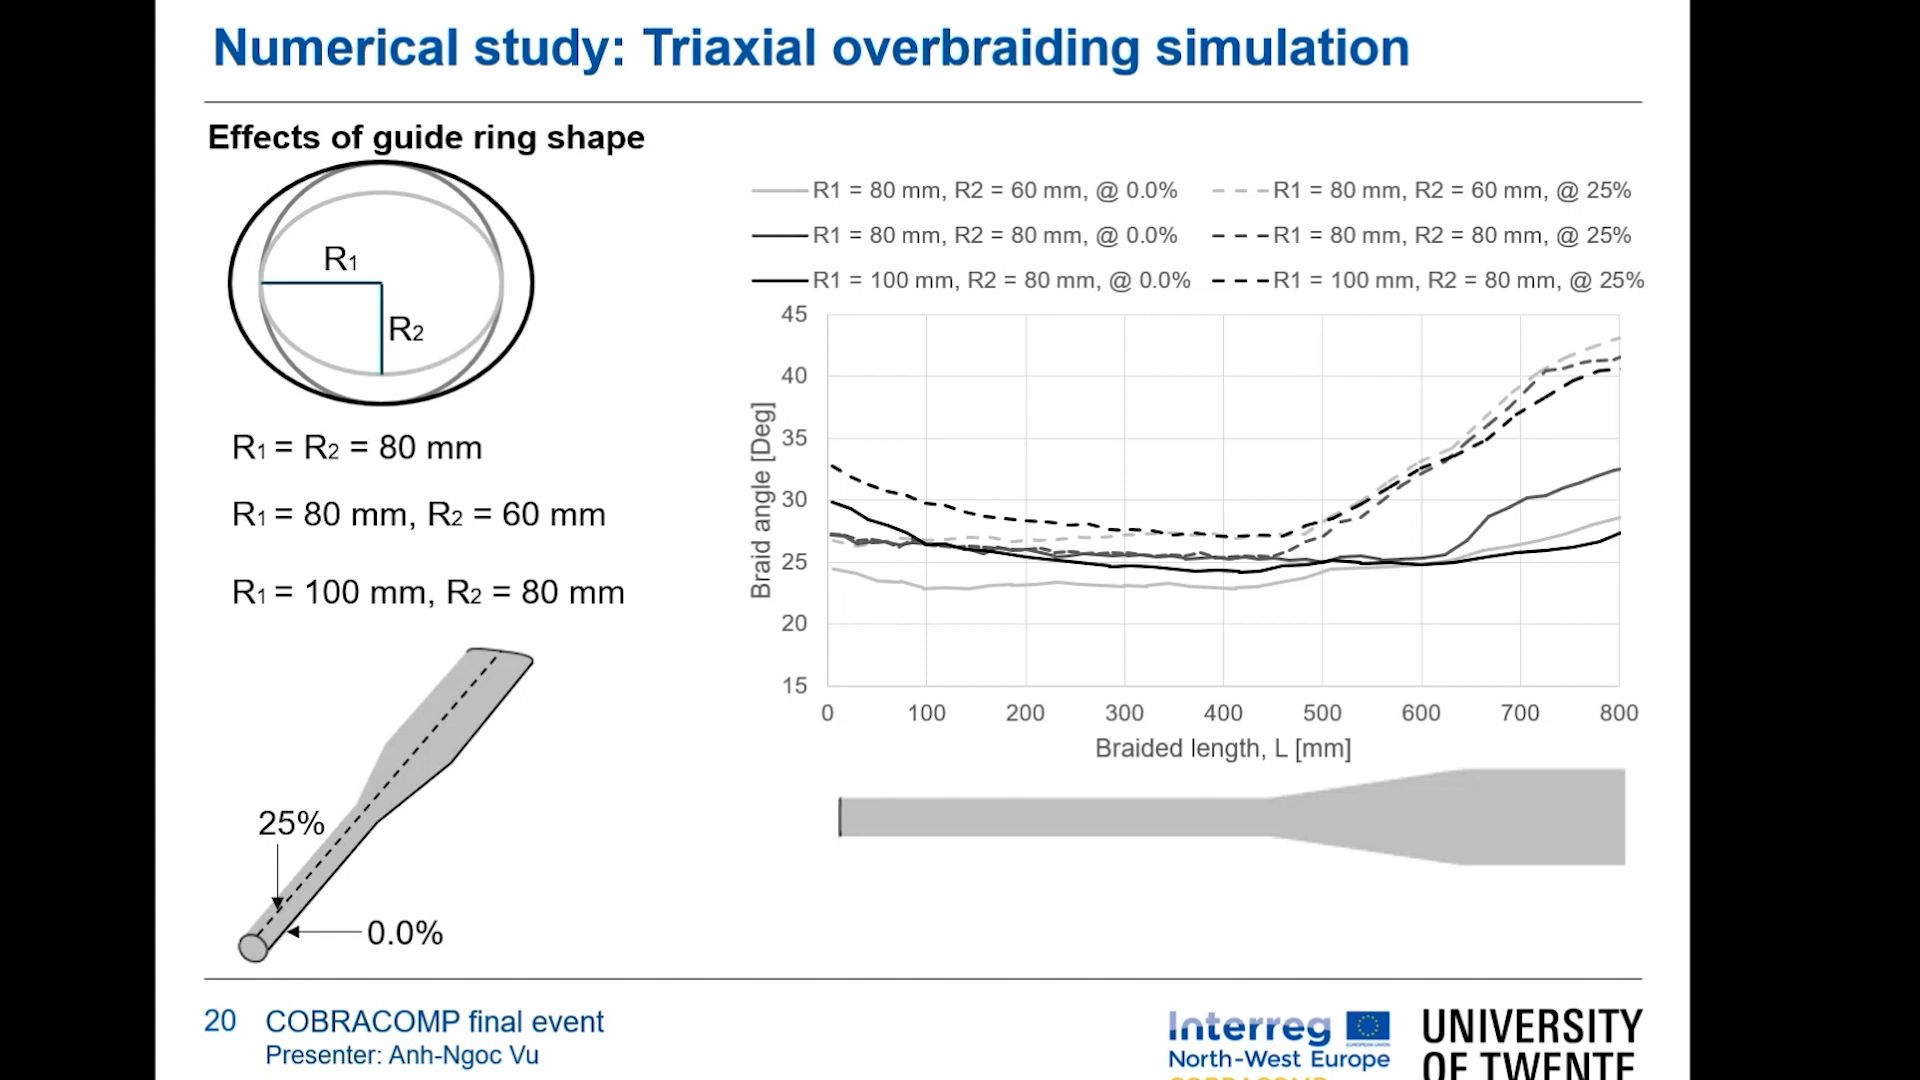 Numerical study: Triaxial overbraiding simulation
Effects of guide ring shape
R1
R2
R1 = R2 = 80 mm
R1 = 80 mm, R2 = 60 mm
R1 = 100 mm, R2 = 80 mm
25%
0.0%
R1 = 80 mm, R2 = 60 mm, @ 0.0%
R1 = 80 mm, R2 = 60 mm, @ 25%
R1 = 80 mm, R2 = 80 mm, @ 0.0%
R1 = 80 mm, R2 = 80 mm, @ 25%
R1 = 100 mm, R2 = 80 mm, @ 0.0%
R1 = 100 mm, R2 = 80 mm, @ 25%
45
40
35
30
25
20
15
Braid angle [Deg]
0 100 200 300 400 500 600 700 800
Braided length, L [mm]
20 COBRACOMP final event
Presenter: Anh-Ngoc Vu
Interreg
EUROPEAN UNION
North-West Europe
COBRACOMP
UNIVERSITY
OF TWENTE